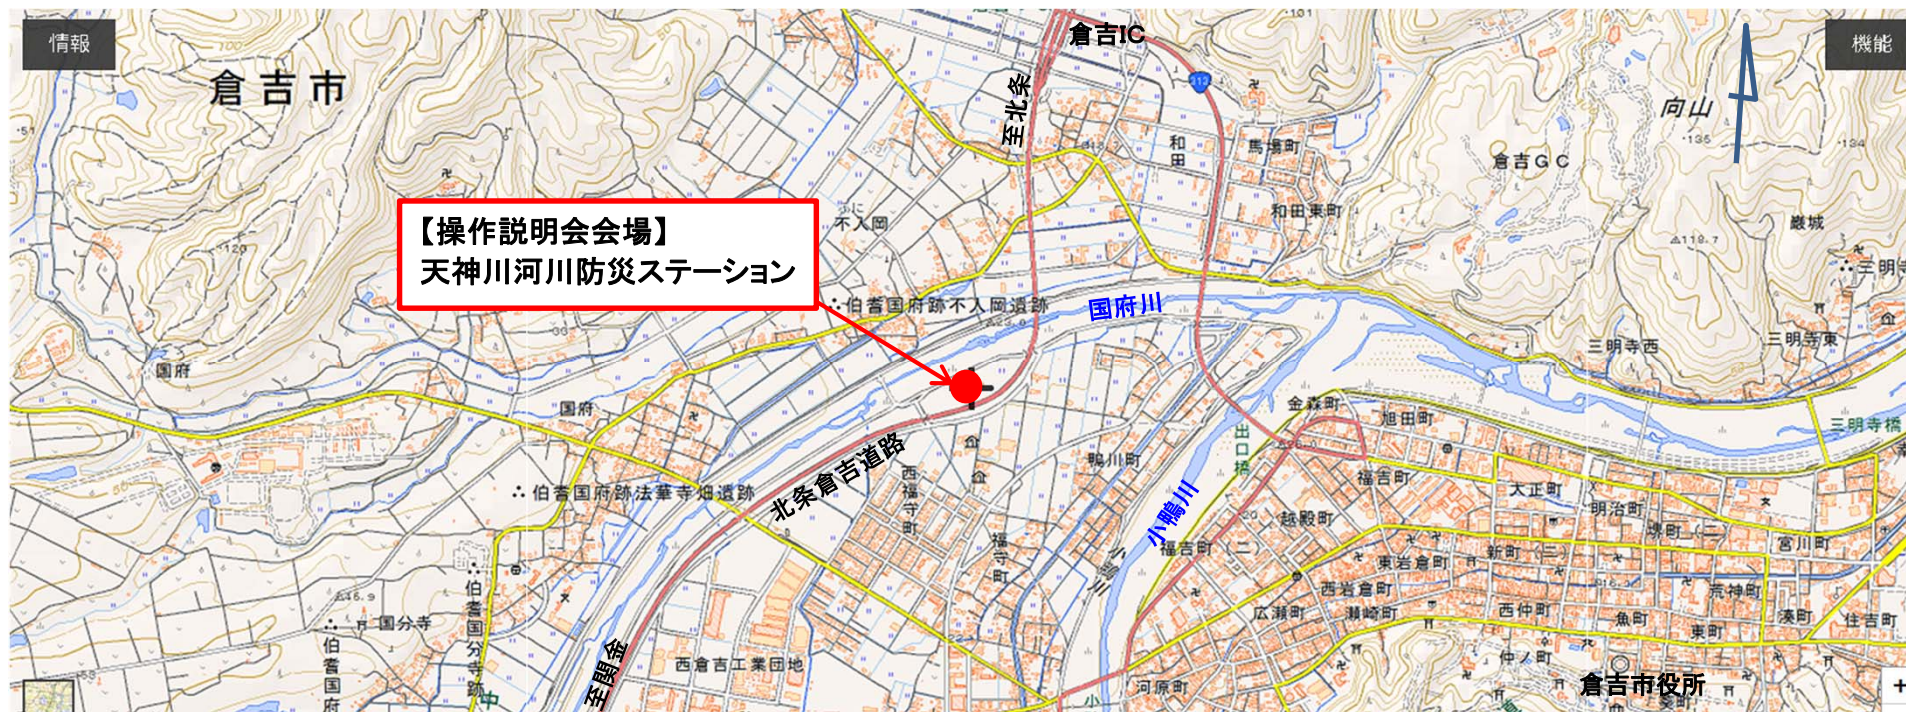 情報
機能
倉吉市
倉吉IC
至北条
313
和田
馬場町
和田東町
向山
倉吉GC
巌城
三明寺
不入岡
【操作説明会会場】
天神川河川防災ステーション
伯耆国府跡不入岡遺跡
国府川
国府
国府
三明寺西
三明寺東
三明寺橋
金森町
旭田町
出口橋
福吉町
大正町
明治町
堺町(二)
宮川町
鴨川町
西福守町
福守町
北条倉吉道路
伯耆国府跡法華寺畑遺跡
小鴨川
小鴨川
越殿町
福吉町(二)
東岩倉町
新町(三)
西岩倉町
広瀬町
瀬崎町
西仲町
魚町
東町
荒神町
湊町
住吉町
仲ノ町
倉吉市役所
河原町
西倉吉工業団地
至関金
国分寺
伯耆国分寺跡
伯耆国府